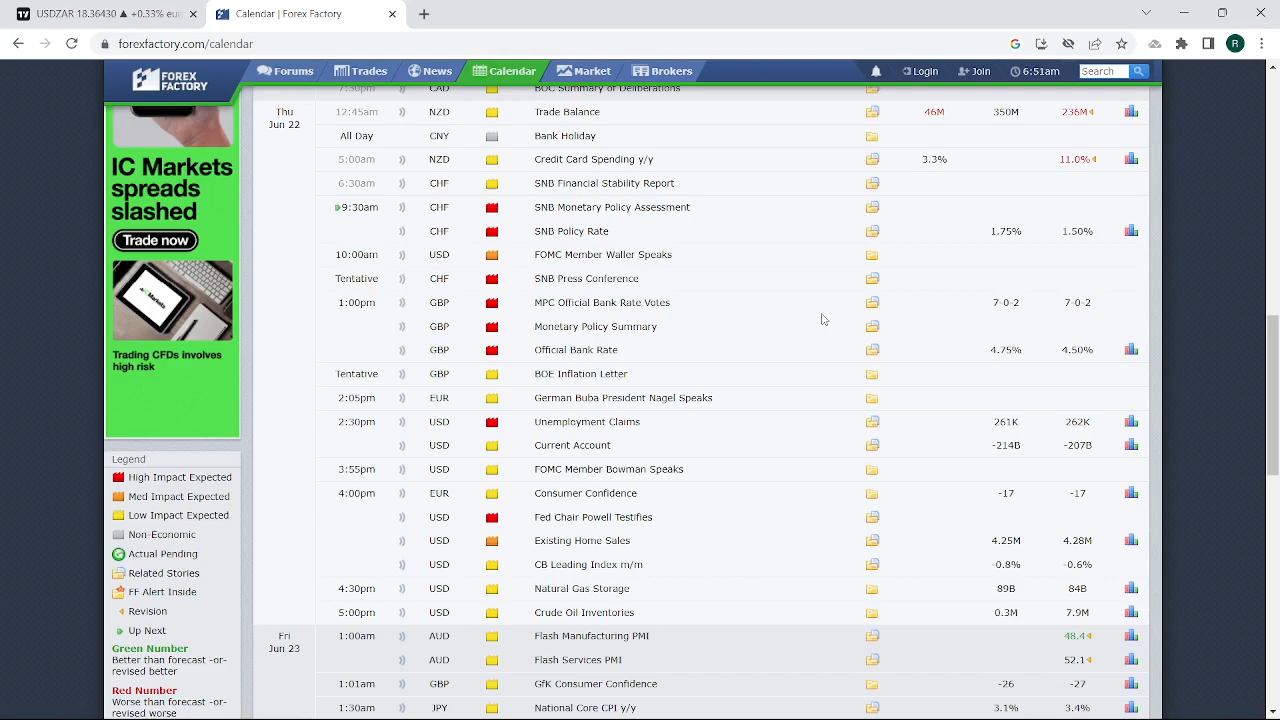 USDZAR 18.36430 ▲ +0.33% eur
Calendar | Forex Factory
forexfactory.com/calendar
R
FOREX FACTORY
Forums Trades News Calendar Market Brokers Login Join 6:51am Search
7:30pm CAD BOC Summary of Deliberations
Thu Jun 22
12:45am Trade Balance 46M 350M 236M
All Day CNY Bank Holiday
5:00am Credit Card Spending y/y 11.0%
6:30am SNB Financial Stability Report
9:30am CHF SNB Monetary Policy Assessment
CHF SNB Policy Rate 1.75% 1.50%
10:00am FOMC Member Waller Speaks
Tentative CHF SNB Press Conference
1:00pm GBP MPC Official Bank Rate Votes 7-0-2 7-0-2
Monetary Policy Summary
Official Bank Rate 4.75% 4.50%
Tentative GBP BOE Inflation Letter
2:05pm EUR German Buba President Nagel Speaks
Unemployment Claims 261K 262K
USD Current Account -214B -207B
3:55pm USD FOMC Member Bowman Speaks
4:00pm EUR Consumer Confidence -17 -17
Fed Chair Powell Testifies
USD Existing Home Sales 4.25M 4.28M
CB Leading Index m/m -0.8% -0.6%
4:30pm USD Natural Gas Storage 89B 84B
5:00pm USD Crude Oil Inventories 0.3M 7.9M
Fri Jun 23
1:00am AUD Flash Manufacturing PMI 48.4
AUD Flash Services PMI 52.1
1:01am GBP GfK Consumer Confidence -26 -27
1:30am JPY National Core CPI y/y 3.1% 3.4%
IC Markets
spreads
slashed
Trade now
IC Markets
Trading CFDs involves
high risk
Legend
High Impact Expected
Med Impact Expected
Low Impact Expected
Non-Economic
Actual Pending
Related Stories
FF Alert Inside
Revision
Up Next
Green Number
Better than forecast -or-
revised better
Red Number
Worse than forecast -or-
revised worse